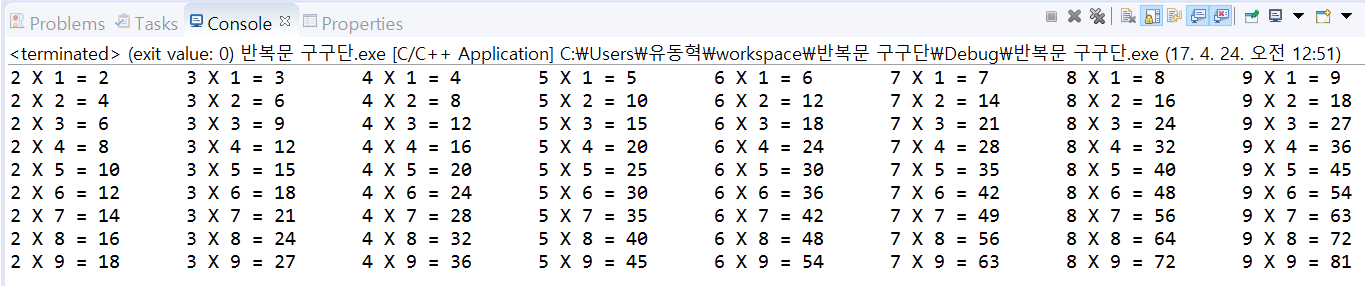 Problems Tasks Console Properties
<terminated> (exit value: 0) 반복문 구구단.exe [C/C++ Application] C:₩Users₩유동혁₩workspace₩반복문 구구단₩Debug₩반복문 구구단.exe (17. 4. 24. 오전 12:51)
2 X 1 = 2 3 X 1 = 3 4 X 1 = 4 5 X 1 = 5 6 X 1 = 6 7 X 1 = 7 8 X 1 = 8 9 X 1 = 9
2 X 2 = 4 3 X 2 = 6 4 X 2 = 8 5 X 2 = 10 6 X 2 = 12 7 X 2 = 14 8 X 2 = 16 9 X 2 = 18
2 X 3 = 6 3 X 3 = 9 4 X 3 = 12 5 X 3 = 15 6 X 3 = 18 7 X 3 = 21 8 X 3 = 24 9 X 3 = 27
2 X 4 = 8 3 X 4 = 12 4 X 4 = 16 5 X 4 = 20 6 X 4 = 24 7 X 4 = 28 8 X 4 = 32 9 X 4 = 36
2 X 5 = 10 3 X 5 = 15 4 X 5 = 20 5 X 5 = 25 6 X 5 = 30 7 X 5 = 35 8 X 5 = 40 9 X 5 = 45
2 X 6 = 12 3 X 6 = 18 4 X 6 = 24 5 X 6 = 30 6 X 6 = 36 7 X 6 = 42 8 X 6 = 48 9 X 6 = 54
2 X 7 = 14 3 X 7 = 21 4 X 7 = 28 5 X 7 = 35 6 X 7 = 42 7 X 7 = 49 8 X 7 = 56 9 X 7 = 63
2 X 8 = 16 3 X 8 = 24 4 X 8 = 32 5 X 8 = 40 6 X 8 = 48 7 X 8 = 56 8 X 8 = 64 9 X 8 = 72
2 X 9 = 18 3 X 9 = 27 4 X 9 = 36 5 X 9 = 45 6 X 9 = 54 7 X 9 = 63 8 X 9 = 72 9 X 9 = 81